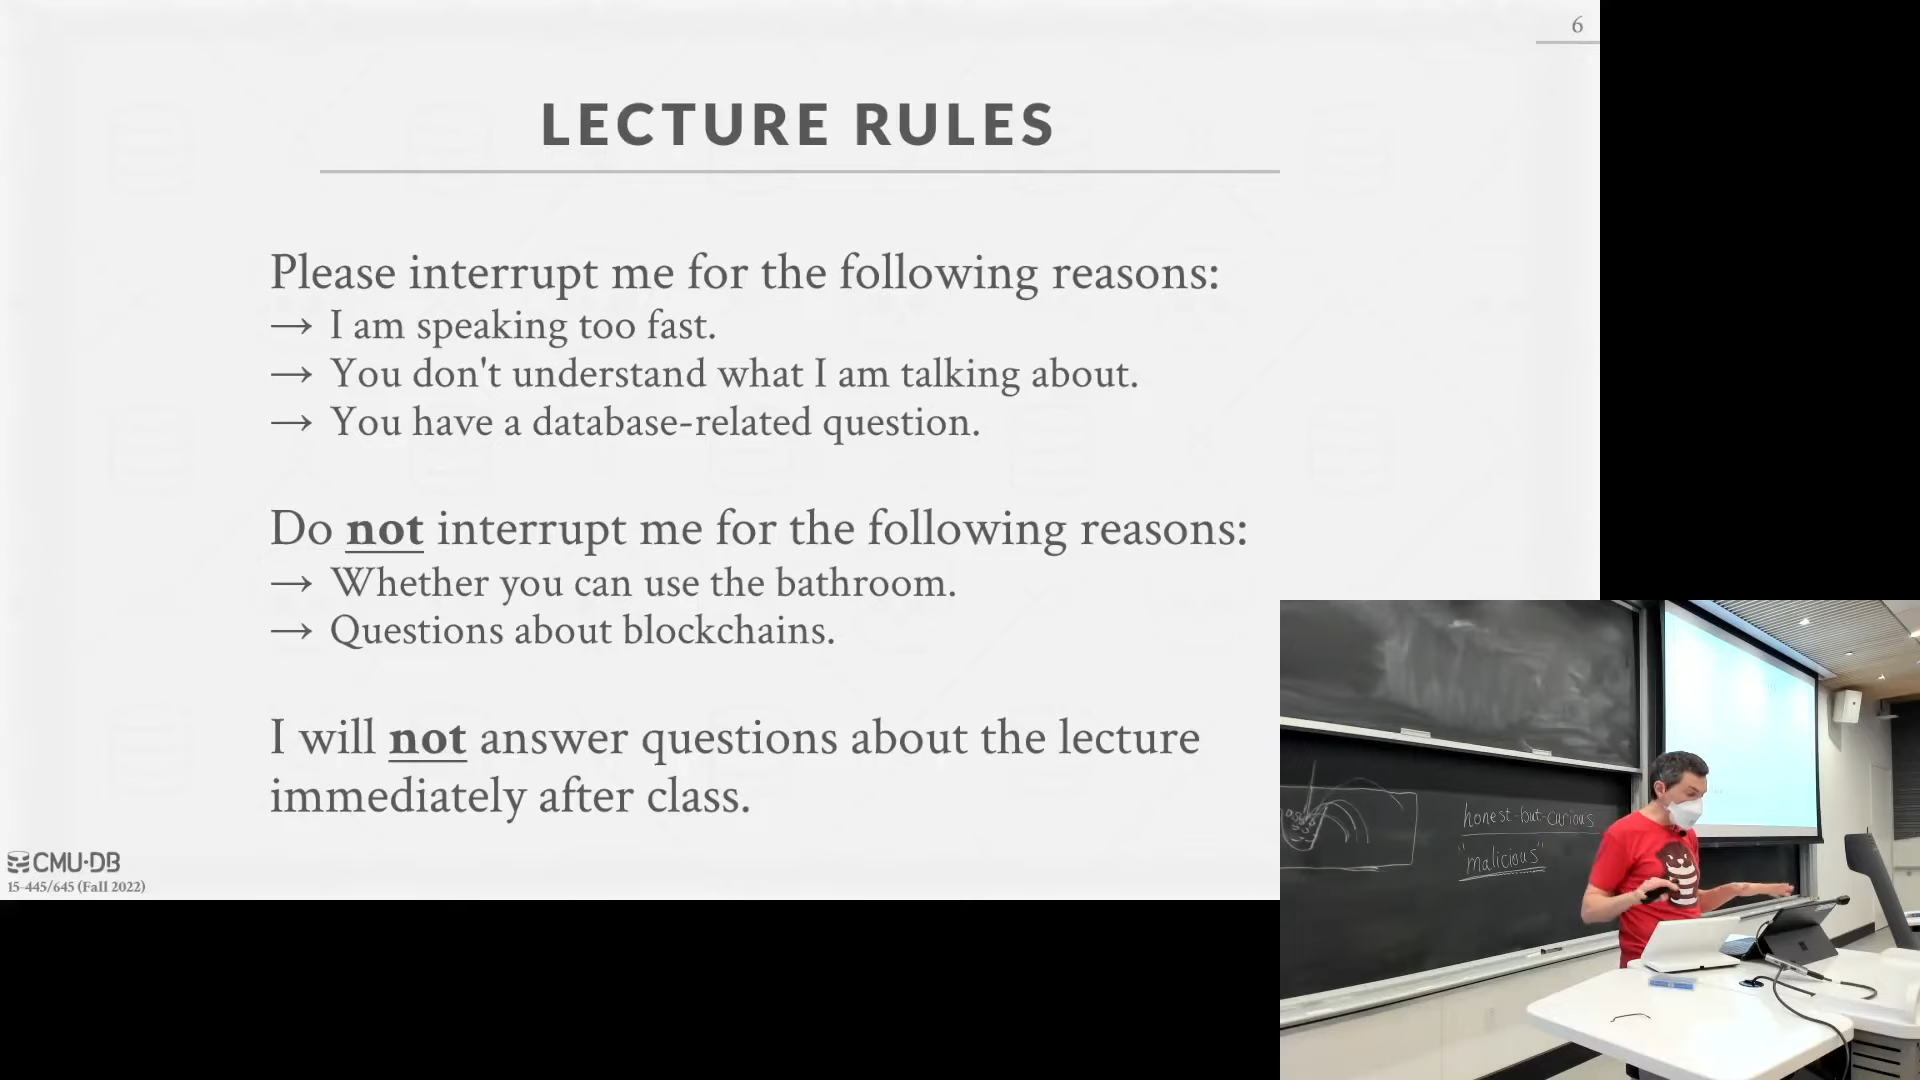 6
LECTURE RULES
Please interrupt me for the following reasons:
→ I am speaking too fast.
→ You don't understand what I am talking about.
→ You have a database-related question.
Do not interrupt me for the following reasons:
→ Whether you can use the bathroom.
→ Questions about blockchains.
I will not answer questions about the lecture
immediately after class.
CMU·DB
15-445/645 (Fall 2022)
honest-but-curious
"malicious"